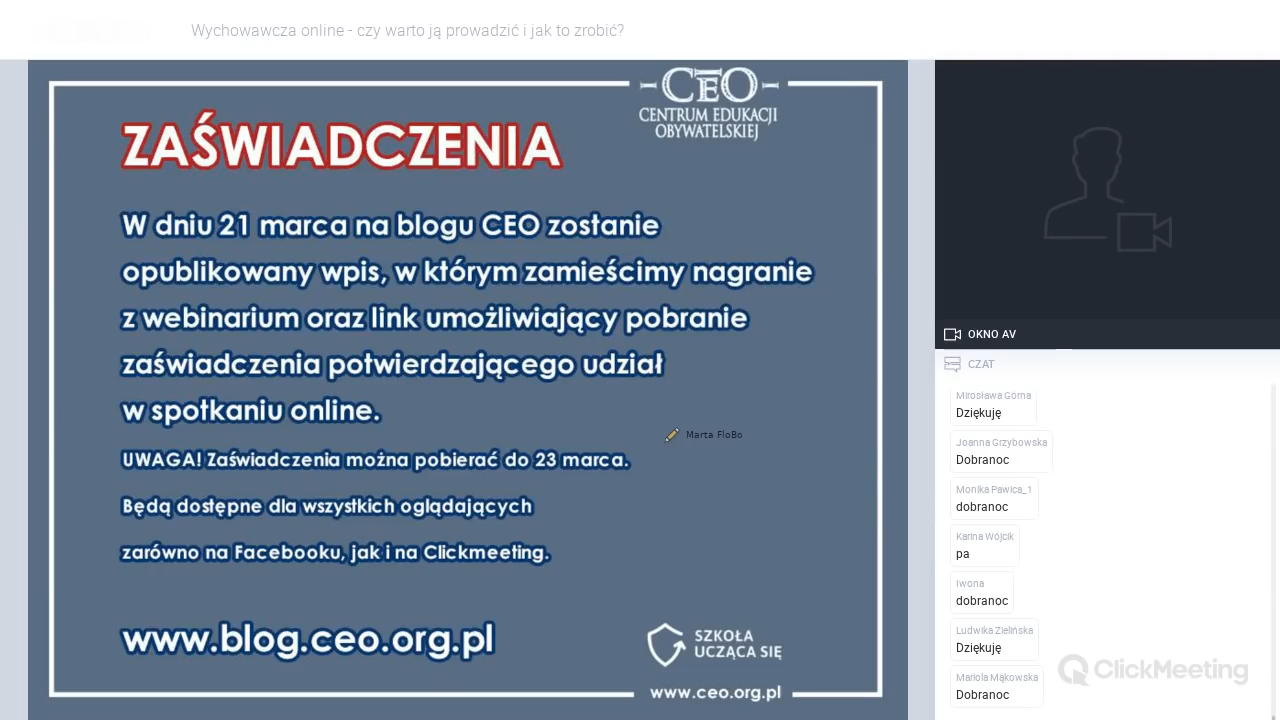 Wychowawcza online - czy warto ją prowadzić i jak to zrobić?
CEO
CENTRUM EDUKACJI
OBYWATELSKIEJ
ZAŚWIADCZENIA
W dniu 21 marca na blogu CEO zostanie
opublikowany wpis, w którym zamieścimy nagranie
z webinarium oraz link umożliwiający pobranie
zaświadczenia potwierdzającego udział
w spotkaniu online.
Marta FloBo
UWAGA! Zaświadczenia można pobierać do 23 marca.
Będą dostępne dla wszystkich oglądających
zarówno na Facebooku, jak i na Clickmeeting.
www.blog.ceo.org.pl
SZKOŁA
UCZĄCA SIĘ
www.ceo.org.pl
OKNO AV
CZAT
Mirosława Górna
Dziękuję
Joanna Grzybowska
Dobranoc
Monika Pawica_1
dobranoc
Karina Wójcik
pa
Iwona
dobranoc
Ludwika Zielińska
Dziękuję
Mariola Mąkowska
Dobranoc
ClickMeeting